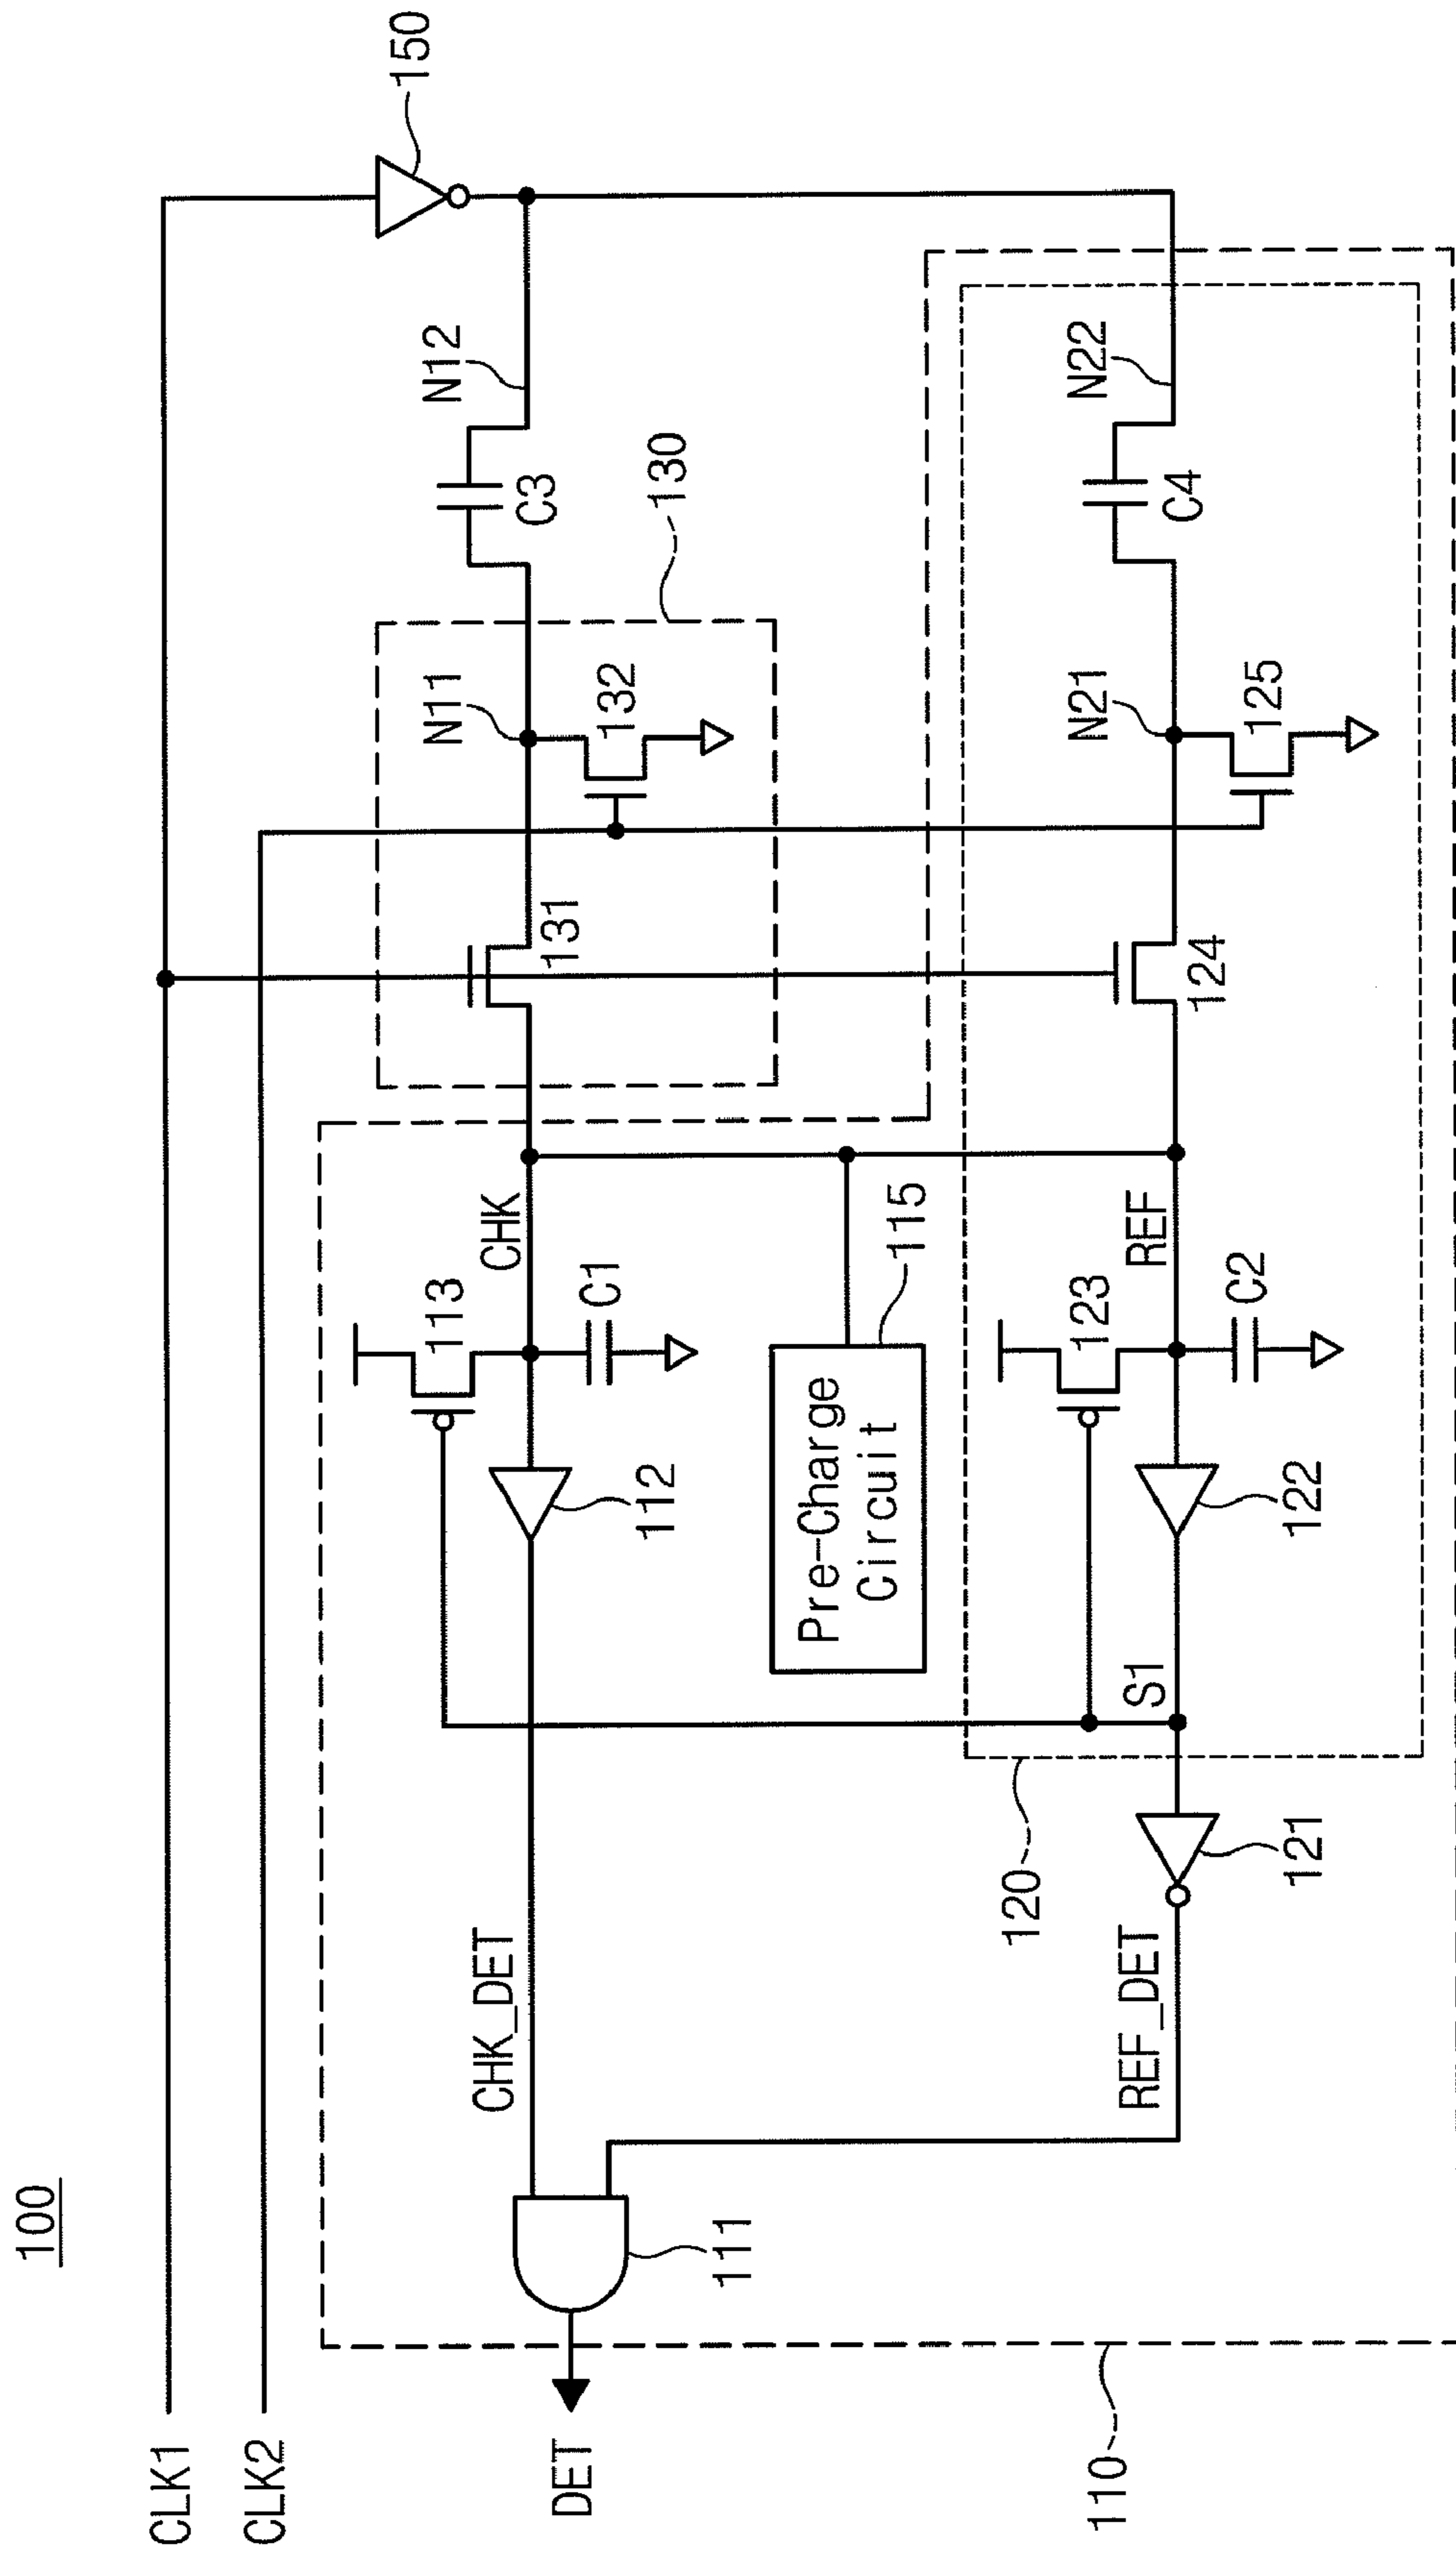 100
CLK1
CLK2
DET
110
111
CHK_DET
REF_DET
121
120
S1
112
122
Pre-Charge
Circuit
115
113
C1
CHK
123
C2
REF
131
124
N11
132
130
N21
125
C3
N12
C4
N22
150